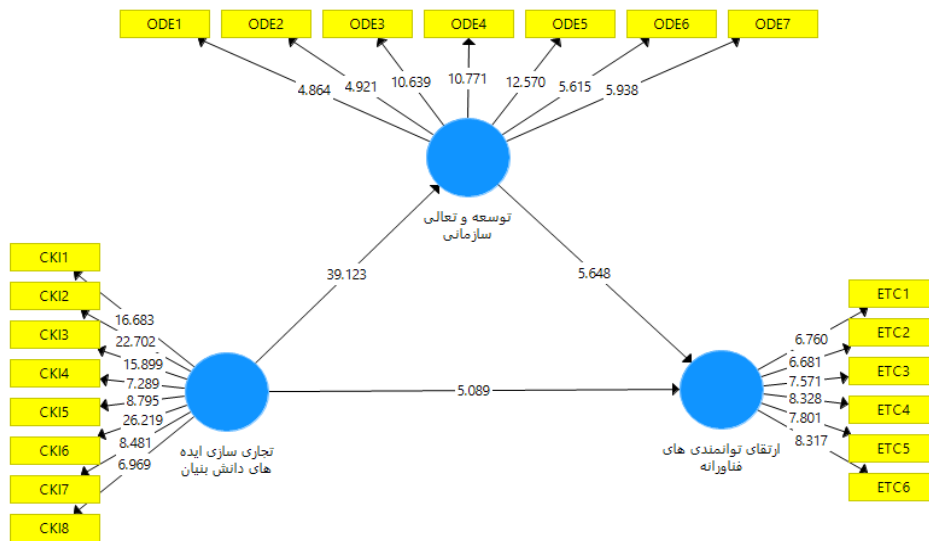 ODE1 ODE2 ODE3 ODE4 ODE5 ODE6 ODE7
4.864 4.921 10.639 10.771 12.570 5.615 5.938
توسعه و تعالی
سازمانی
39.123 5.648
CKI1
CKI2
CKI3
CKI4
CKI5
CKI6
CKI7
CKI8
16.683
22.702
15.899
7.289
8.795
26.219
8.481
6.969
تجاری سازی ایده
های دانش بنیان
5.089
6.760
6.681
7.571
8.328
7.801
8.317
ETC1
ETC2
ETC3
ETC4
ETC5
ETC6
ارتقای توانمندی های
فناورانه